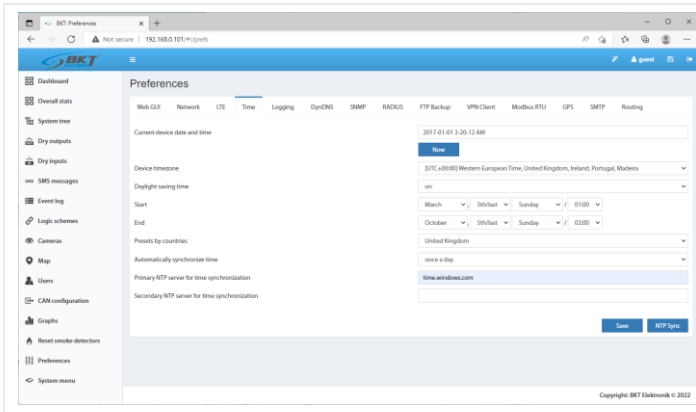 BKT: Preferences
Not secure 192.168.0.101/#!/prefs
BKT
guest
Dashboard
Overall stats
System tree
Dry outputs
Dry inputs
SMS messages
Event log
Logic schemes
Cameras
Map
Users
CAN configuration
Graphs
Reset smoke detectors
Preferences
System menu
Preferences
Web GUI Network LTE Time Logging DynDNS SNMP RADIUS FTP Backup VPN Client Modbus RTU GPS SMTP Routing
Current device date and time 2017-01-01 3-20-12 AM
Now
Device timezone [UTC±00:00] Western European Time, United Kingdom, Ireland, Portugal, Madeira
Daylight saving time on
Start March , 5th/last Sunday / 01:00
End October , 5th/last Sunday / 02:00
Presets by countries United Kingdom
Automatically synchronize time once a day
Primary NTP server for time synchronization time.windows.com
Secondary NTP server for time synchronization
Save NTP Sync
Copyright: BKT Elektronik © 2022